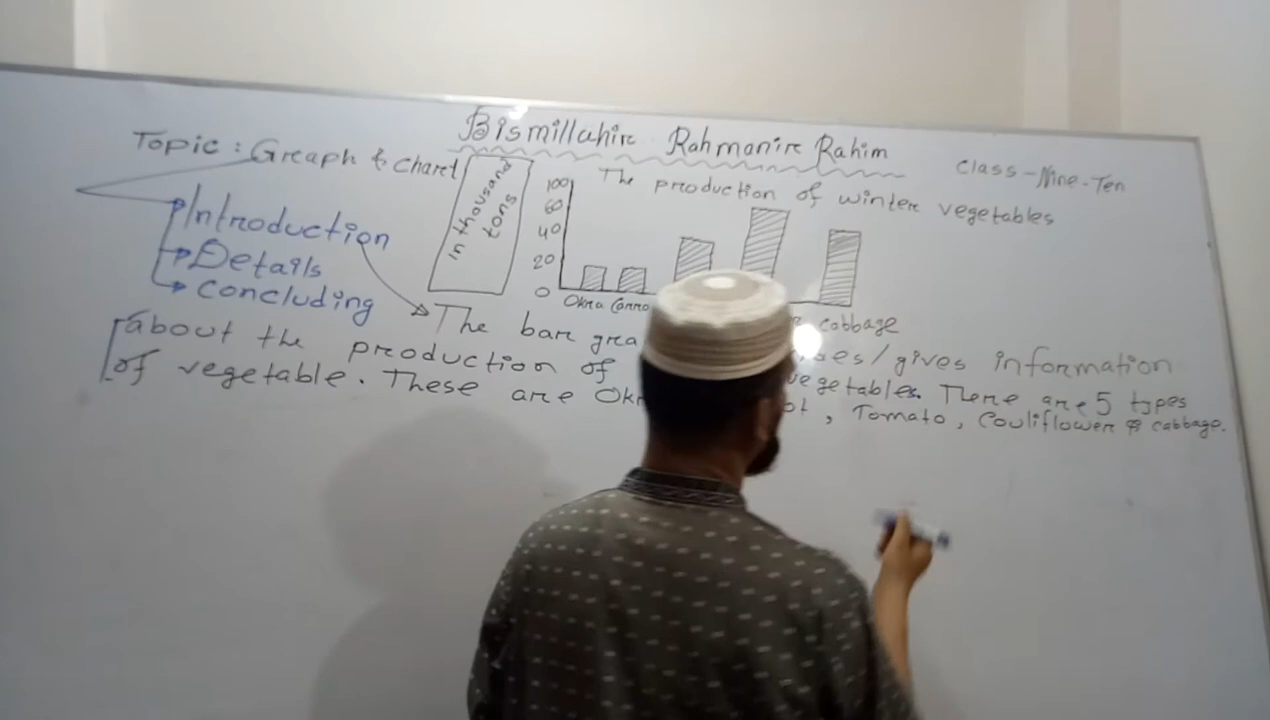 Bismillahir Rahmanir Rahim
Topic: Graph & Chart
Class-Nine-Ten
The production of winter vegetables
in thousand
tons
100
60
40
20
0
Okra Carro
cabbage
Introduction
Details
Concluding
The bar gra es/gives information
about the production of vegetables. There are 5 types
of vegetable. These are Ok ot, Tomato, Couliflower & cabbage.